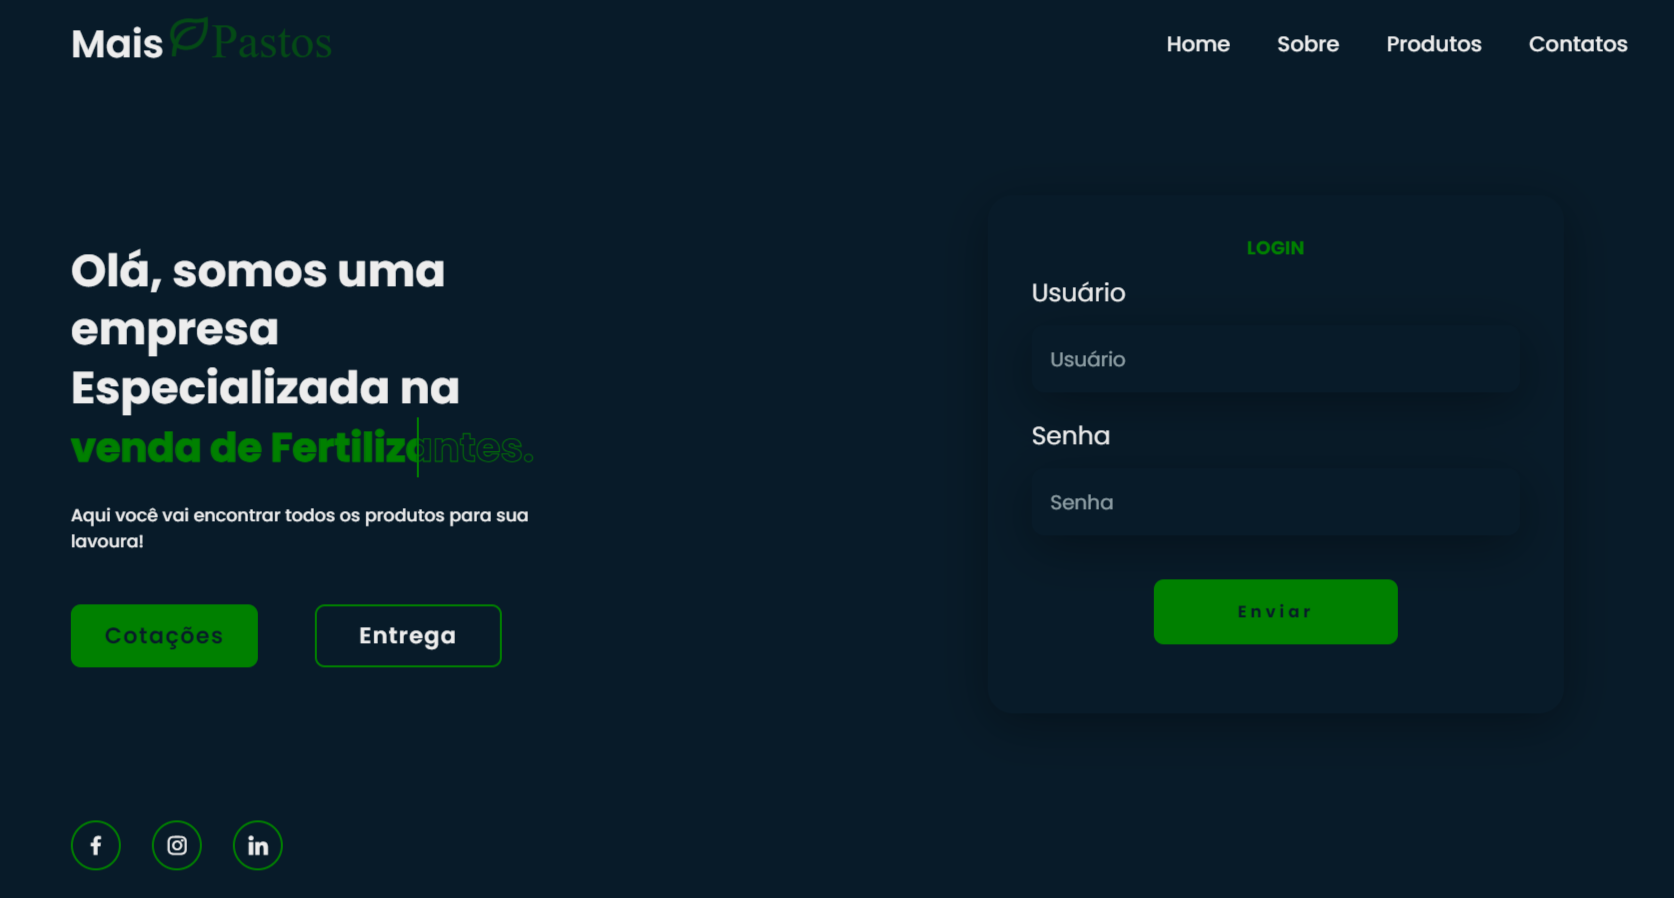 Mais Pastos
Home
Sobre
Produtos
Contatos
Olá, somos uma
empresa
Especializada na
venda de Fertilizantes.
Aqui você vai encontrar todos os produtos para sua
lavoura!
Cotações
Entrega
LOGIN
Usuário
Usuário
Senha
Senha
Enviar